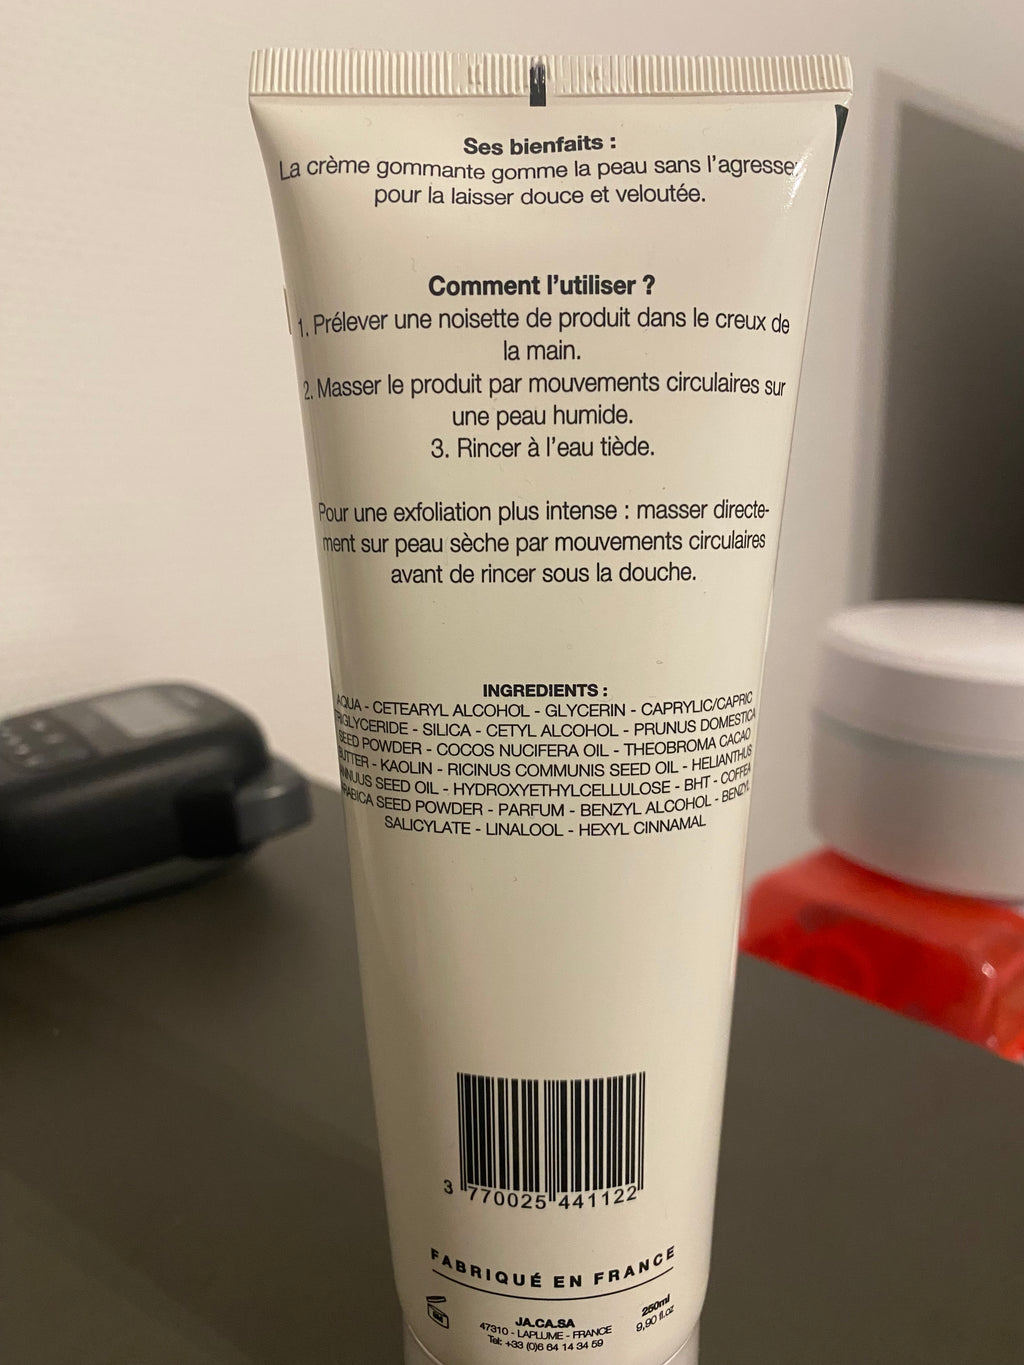 Ses bienfaits :
La crème gommante gomme la peau sans l'agresser
pour la laisser douce et veloutée.
Comment l'utiliser ?
1. Prélever une noisette de produit dans le creux de
la main.
2. Masser le produit par mouvements circulaires sur
une peau humide.
3. Rincer à l'eau tiède.
Pour une exfoliation plus intense : masser directe-
ment sur peau sèche par mouvements circulaires
avant de rincer sous la douche.
INGREDIENTS :
AQUA - CETEARYL ALCOHOL - GLYCERIN - CAPRYLIC/CAPRIC
TRIGLYCERIDE - SILICA - CETYL ALCOHOL - PRUNUS DOMESTICA
SEED POWDER - COCOS NUCIFERA OIL - THEOBROMA CACAO
BUTTER - KAOLIN - RICINUS COMMUNIS SEED OIL - HELIANTHUS
ANNUUS SEED OIL - HYDROXYETHYLCELLULOSE - BHT - COFFEA
ARABICA SEED POWDER - PARFUM - BENZYL ALCOHOL - BENZYL
SALICYLATE - LINALOOL - HEXYL CINNAMAL
3 770025 441122
FABRIQUÉ EN FRANCE
JA.CA.SA
47310 - LAPLUME - FRANCE
Tel: +33 (0)6 64 14 34 59
250ml
9,90 fl.oz